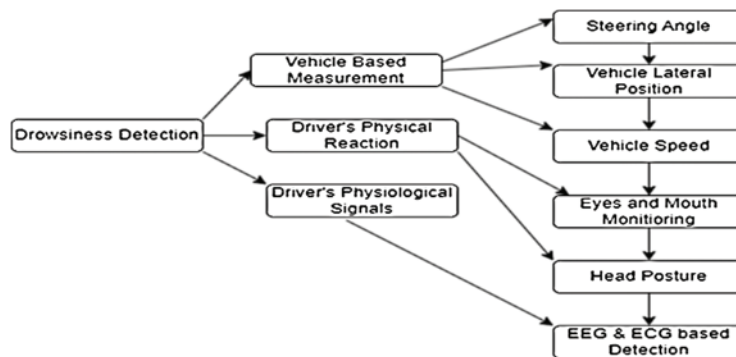 Steering Angle
Vehicle Based
Measurement
Vehicle Lateral
Position
Drowsiness Detection
Driver's Physical
Reaction
Vehicle Speed
Driver's Physiological
Signals
Eyes and Mouth
Monitioring
Head Posture
EEG & ECG based
Detection